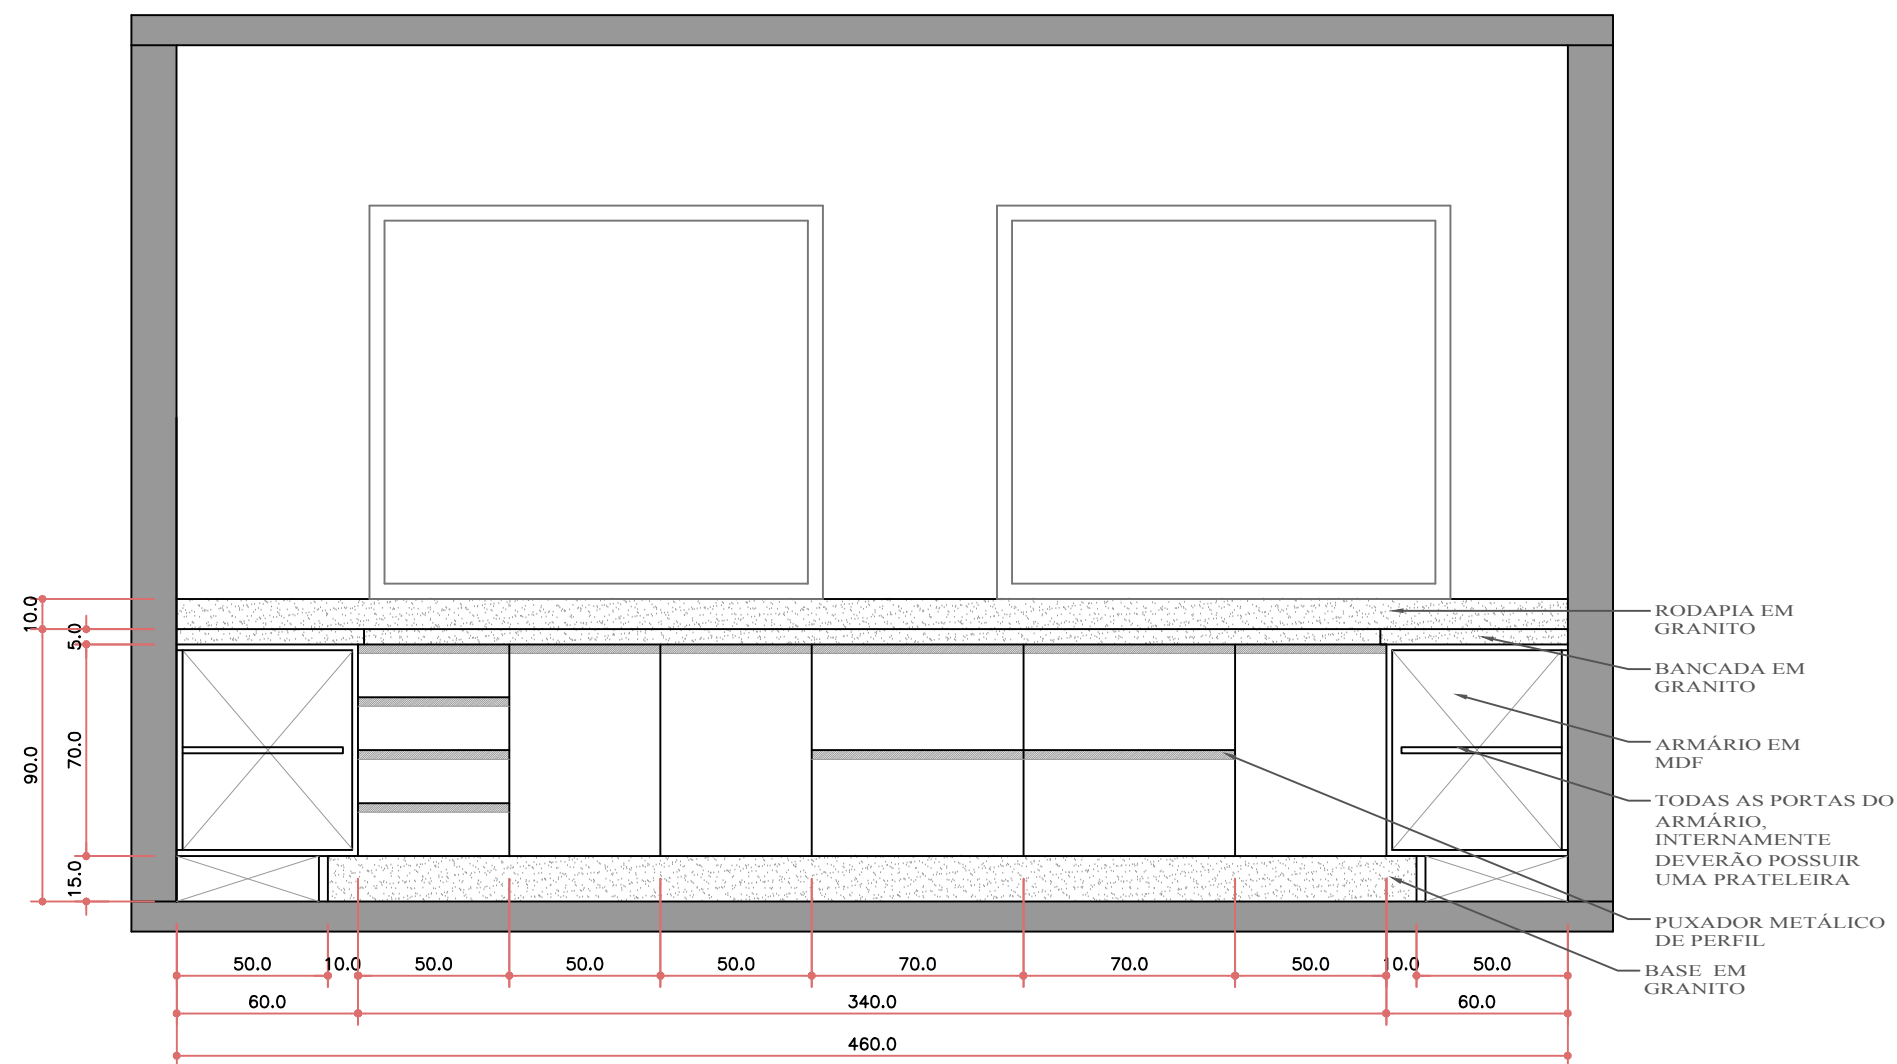 10.0
5.0
90.0
70.0
15.0
RODAPIA EM
GRANITO
BANCADA EM
GRANITO
ARMÁRIO EM
MDF
TODAS AS PORTAS DO
ARMÁRIO,
INTERNAMENTE
DEVERÃO POSSUIR
UMA PRATELEIRA
PUXADOR METÁLICO
DE PERFIL
BASE EM
GRANITO
50.0 10.0 50.0 50.0 50.0 70.0 70.0 50.0 10.0 50.0
60.0 340.0 60.0
460.0